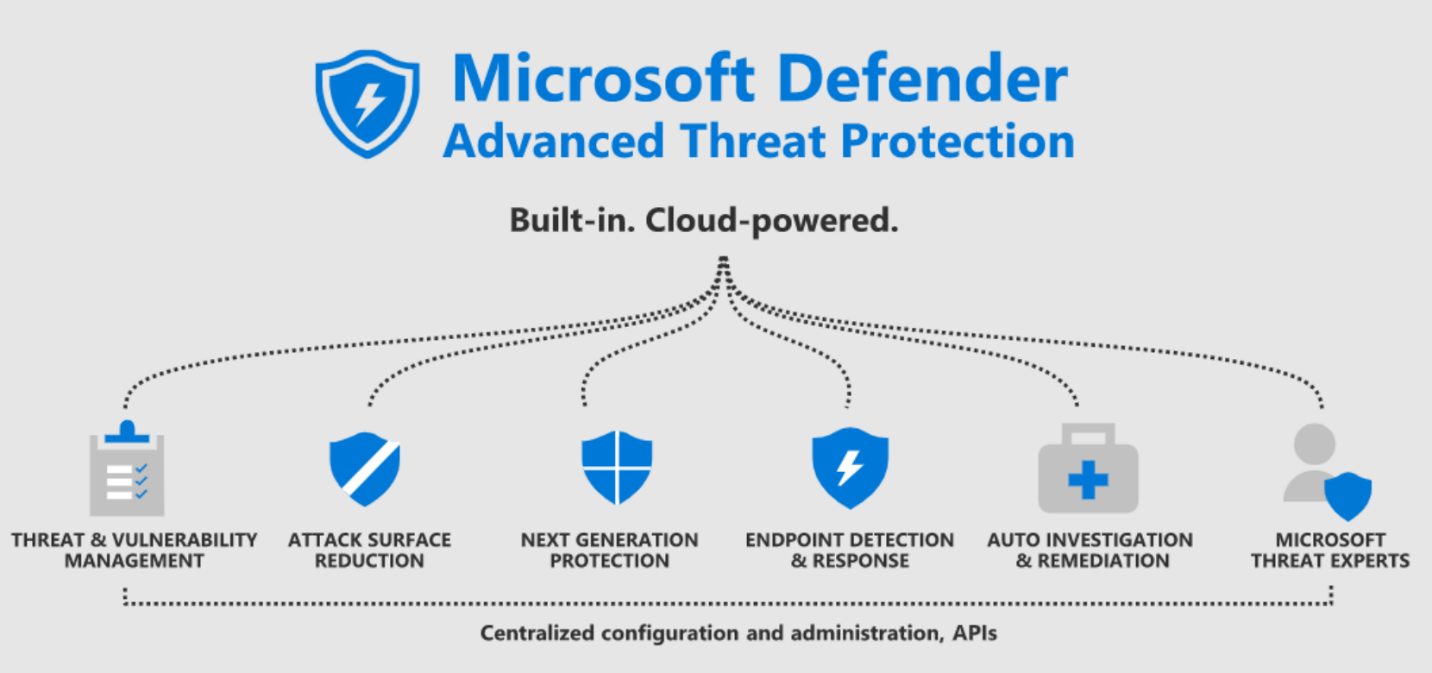 Microsoft Defender
Advanced Threat Protection
Built-in. Cloud-powered.
THREAT & VULNERABILITY
MANAGEMENT
ATTACK SURFACE
REDUCTION
NEXT GENERATION
PROTECTION
ENDPOINT DETECTION
& RESPONSE
AUTO INVESTIGATION
& REMEDIATION
MICROSOFT
THREAT EXPERTS
Centralized configuration and administration, APIs